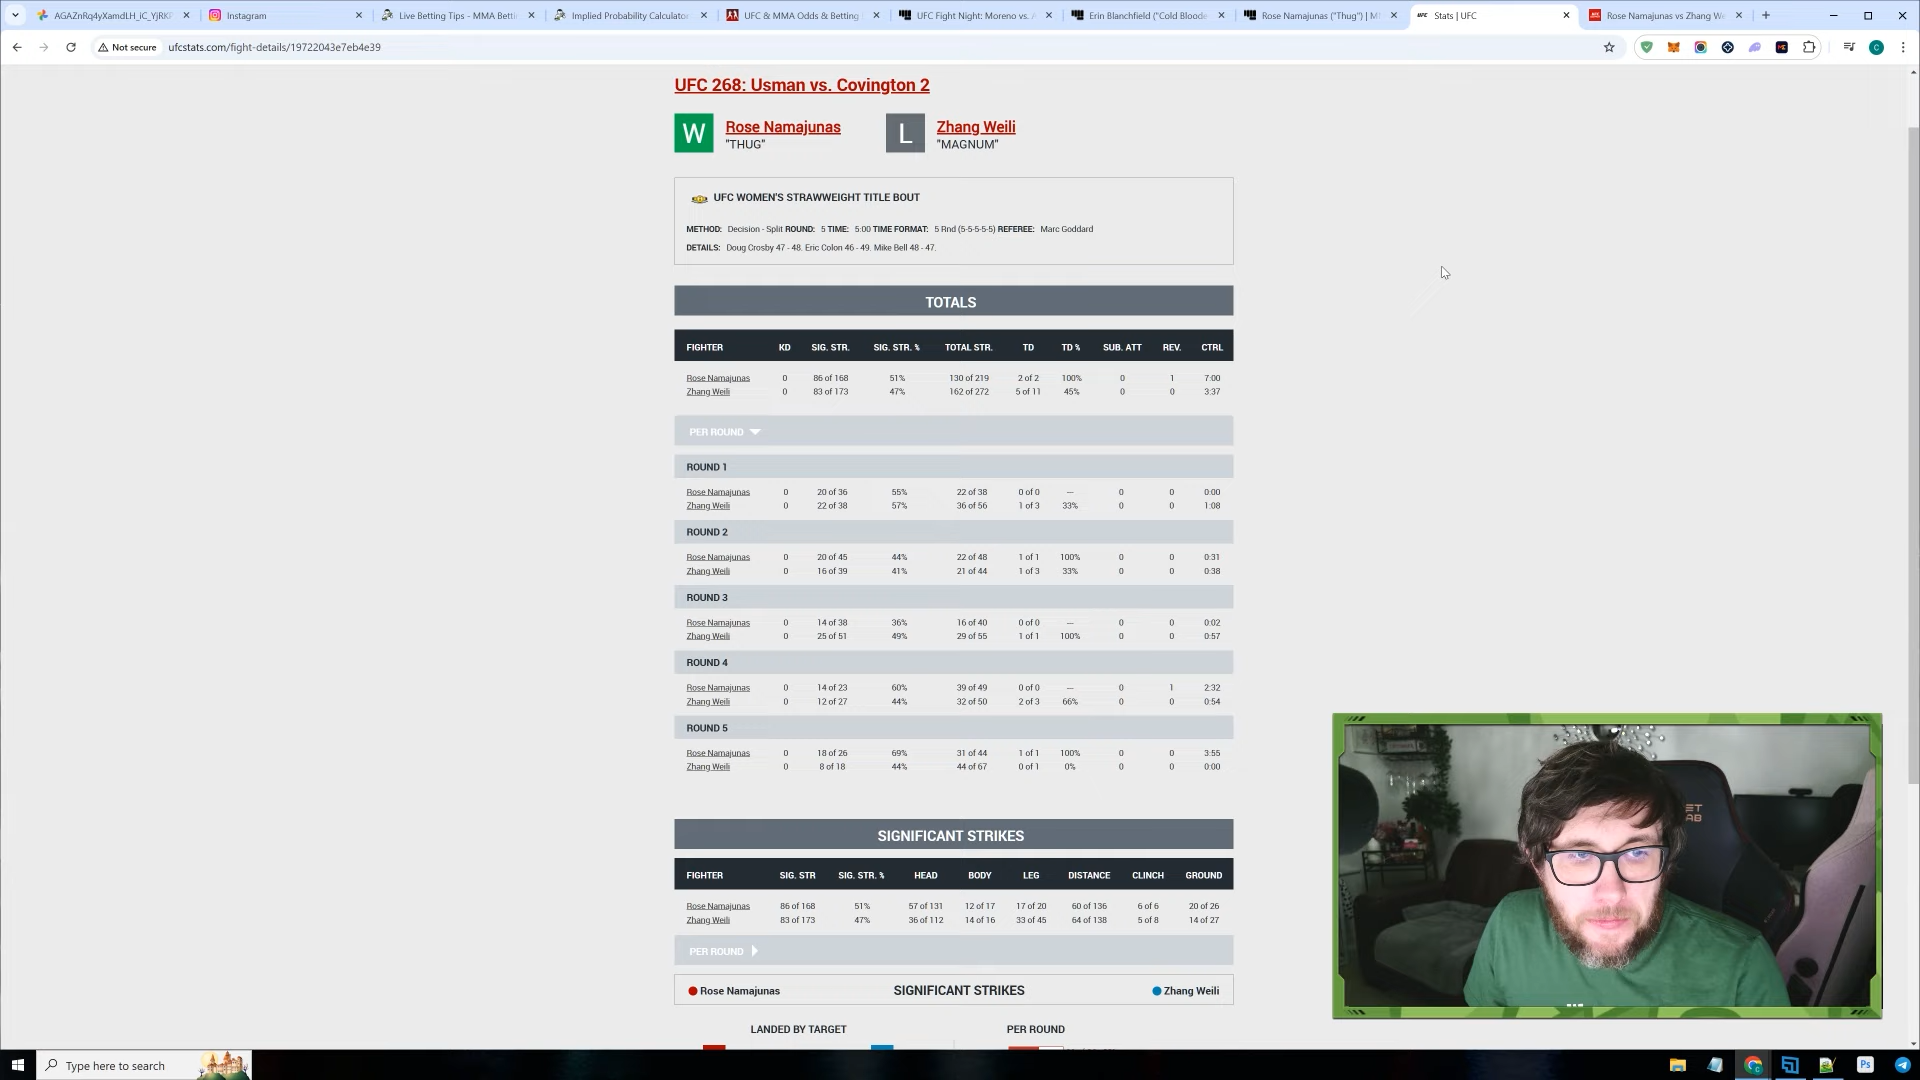 AGAZnRq4yXamdLH_iC_YjRKP
Instagram
Live Betting Tips - MMA Betti
Implied Probability Calculator
UFC & MMA Odds & Betting
UFC Fight Night: Moreno vs. A
Erin Blanchfield ("Cold Bloode
Rose Namajunas ("Thug") | M
Stats | UFC
Rose Namajunas vs Zhang We
Not secure
ufcstats.com/fight-details/19722043e7eb4e39
UFC 268: Usman vs. Covington 2
W Rose Namajunas L Zhang Weili
"THUG" "MAGNUM"
UFC WOMEN'S STRAWWEIGHT TITLE BOUT
METHOD: Decision - Split ROUND: 5 TIME: 5:00 TIME FORMAT: 5 Rnd (5-5-5-5-5) REFEREE: Marc Goddard
DETAILS: Doug Crosby 47 - 48. Eric Colon 46 - 49. Mike Bell 48 - 47.
TOTALS
FIGHTER KD SIG. STR. SIG. STR. % TOTAL STR. TD TD % SUB. ATT REV. CTRL
Rose Namajunas 0 86 of 168 51% 130 of 219 2 of 2 100% 0 1 7:00
Zhang Weili 0 83 of 173 47% 162 of 272 5 of 11 45% 0 0 3:37
PER ROUND
ROUND 1
Rose Namajunas 0 20 of 36 55% 22 of 38 0 of 0 --- 0 0 0:00
Zhang Weili 0 22 of 38 57% 36 of 56 1 of 3 33% 0 0 1:08
ROUND 2
Rose Namajunas 0 20 of 45 44% 22 of 48 1 of 1 100% 0 0 0:31
Zhang Weili 0 16 of 39 41% 21 of 44 1 of 3 33% 0 0 0:38
ROUND 3
Rose Namajunas 0 14 of 38 36% 16 of 40 0 of 0 --- 0 0 0:02
Zhang Weili 0 25 of 51 49% 29 of 55 1 of 1 100% 0 0 0:57
ROUND 4
Rose Namajunas 0 14 of 23 60% 39 of 49 0 of 0 --- 0 1 2:32
Zhang Weili 0 12 of 27 44% 32 of 50 2 of 3 66% 0 0 0:54
ROUND 5
Rose Namajunas 0 18 of 26 69% 31 of 44 1 of 1 100% 0 0 3:55
Zhang Weili 0 8 of 18 44% 44 of 67 0 of 1 0% 0 0 0:00
SIGNIFICANT STRIKES
FIGHTER SIG. STR SIG. STR. % HEAD BODY LEG DISTANCE CLINCH GROUND
Rose Namajunas 86 of 168 51% 57 of 131 12 of 17 17 of 20 60 of 136 6 of 6 20 of 26
Zhang Weili 83 of 173 47% 36 of 112 14 of 16 33 of 45 64 of 138 5 of 8 14 of 27
PER ROUND
Rose Namajunas SIGNIFICANT STRIKES Zhang Weili
LANDED BY TARGET PER ROUND
Type here to search